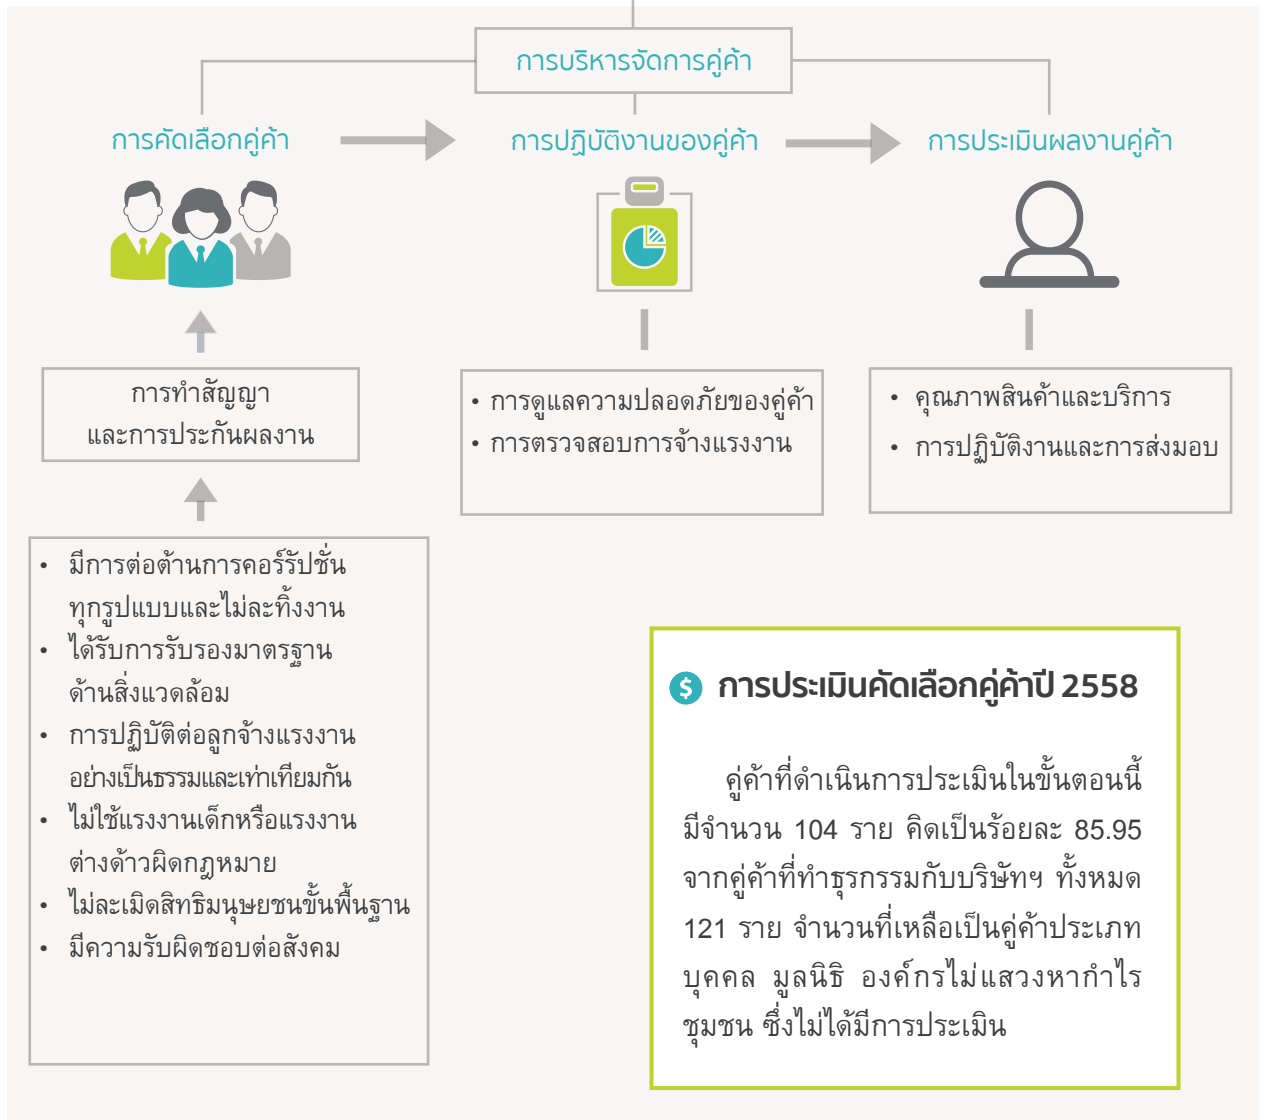 การบริหารจัดการคู่ค้า
การคัดเลือกคู่ค้า
การปฏิบัติงานของคู่ค้า
การประเมินผลงานคู่ค้า
การทำสัญญา
และการประกันผลงาน
• การดูแลความปลอดภัยของคู่ค้า
• การตรวจสอบการจ้างแรงงาน
• คุณภาพสินค้าและบริการ
• การปฏิบัติงานและการส่งมอบ
• มีการต่อต้านการคอร์รัปชั่น
ทุกรูปแบบและไม่ละทิ้งงาน
• ได้รับการรับรองมาตรฐาน
ด้านสิ่งแวดล้อม
• การปฏิบัติต่อลูกจ้างแรงงาน
อย่างเป็นธรรมและเท่าเทียมกัน
• ไม่ใช้แรงงานเด็กหรือแรงงาน
ต่างด้าวผิดกฎหมาย
• ไม่ละเมิดสิทธิมนุษยชนขั้นพื้นฐาน
• มีความรับผิดชอบต่อสังคม
$ การประเมินคัดเลือกคู่ค้าปี 2558
คู่ค้าที่ดำเนินการประเมินในขั้นตอนนี้
มีจำนวน 104 ราย คิดเป็นร้อยละ 85.95
จากคู่ค้าที่ทำธุรกรรมกับบริษัทฯ ทั้งหมด
121 ราย จำนวนที่เหลือเป็นคู่ค้าประเภท
บุคคล มูลนิธิ องค์กรไม่แสวงหากำไร
ชุมชน ซึ่งไม่ได้มีการประเมิน